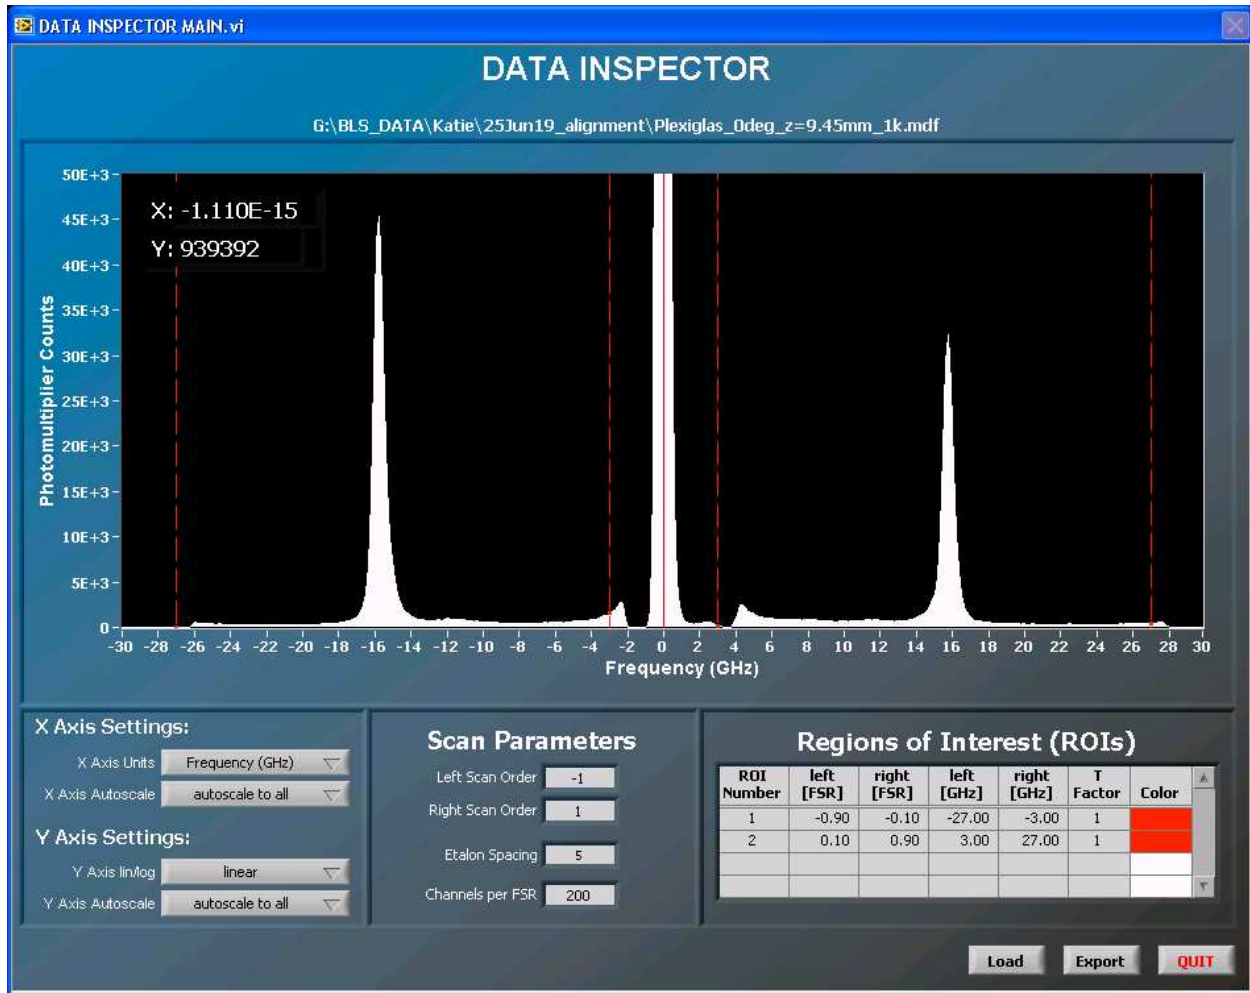 DATA INSPECTOR MAIN.vi
DATA INSPECTOR
G:\BLS_DATA\Katie\25Jun19_alignment\Plexiglas_0deg_z=9.45mm_1k.mdf
X: -1.110E-15
Y: 939392
Photomultiplier Counts
50E+3
45E+3
40E+3
35E+3
30E+3
25E+3
20E+3
15E+3
10E+3
5E+3
0
-30 -28 -26 -24 -22 -20 -18 -16 -14 -12 -10 -8 -6 -4 -2 0 2 4 6 8 10 12 14 16 18 20 22 24 26 28 30
Frequency (GHz)
X Axis Settings:
X Axis Units Frequency (GHz)
X Axis Autoscale autoscale to all
Y Axis Settings:
Y Axis lin/log linear
Y Axis Autoscale autoscale to all
Scan Parameters
Left Scan Order -1
Right Scan Order 1
Etalon Spacing 5
Channels per FSR 200
Regions of Interest (ROIs)
ROI Number left [FSR] right [FSR] left [GHz] right [GHz] T Factor Color
1 -0.90 -0.10 -27.00 -3.00 1
2 0.10 0.90 3.00 27.00 1
Load Export QUIT